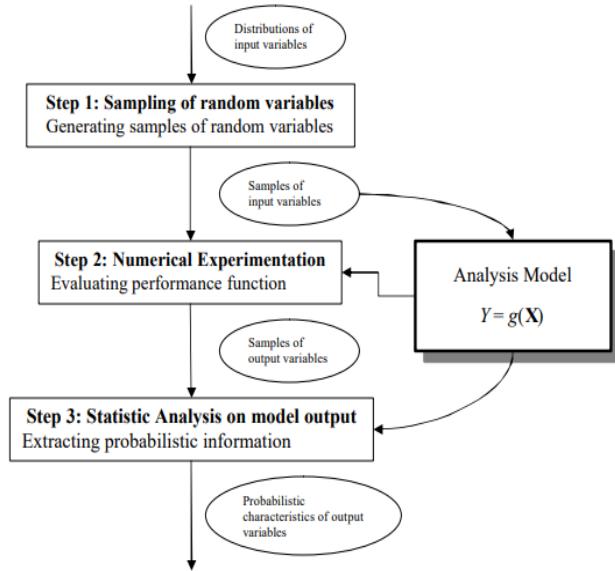 Distributions of
input variables
Step 1: Sampling of random variables
Generating samples of random variables
Samples of
input variables
Step 2: Numerical Experimentation
Evaluating performance function
Analysis Model
Y = g(X)
Samples of
output variables
Step 3: Statistic Analysis on model output
Extracting probabilistic information
Probabilistic
characteristics of output
variables